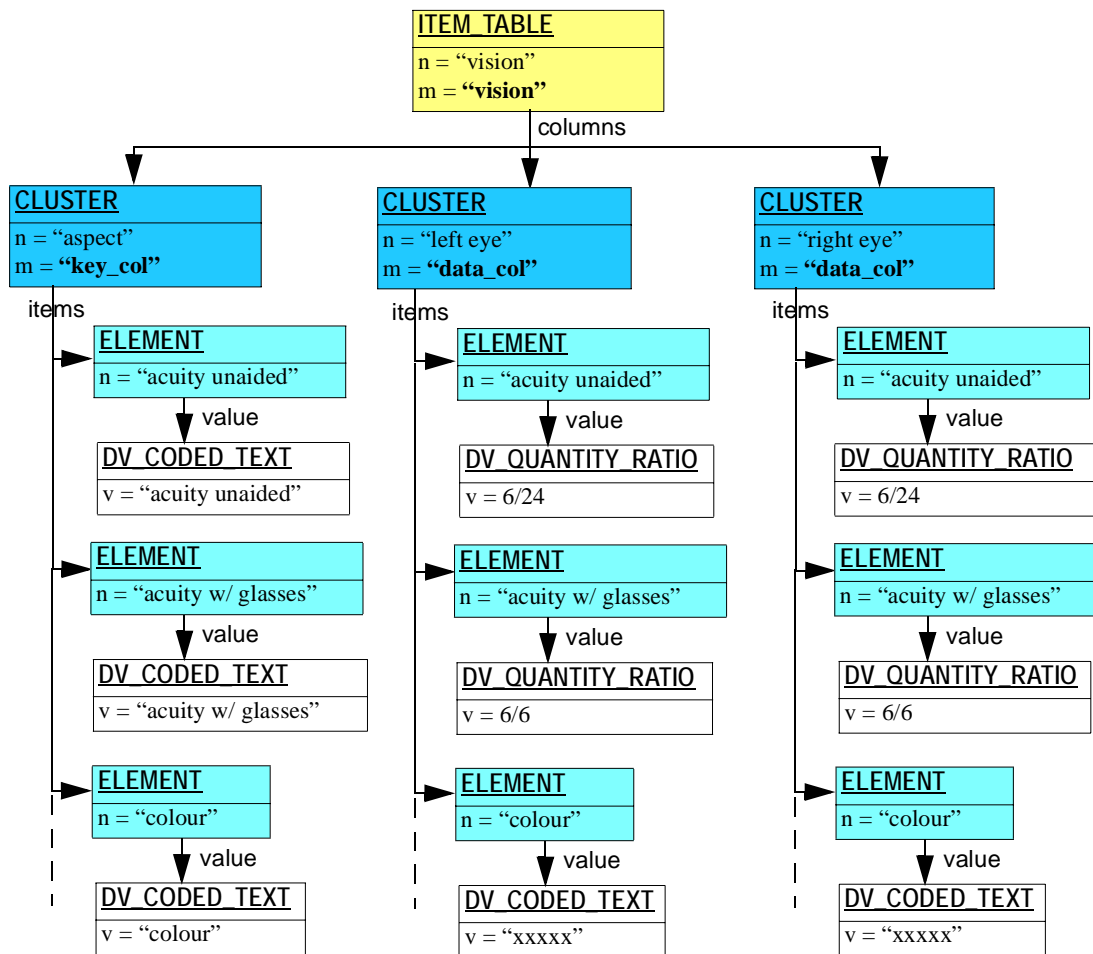 ITEM_TABLE
n = “vision”
m = “vision”
columns
CLUSTER
n = “aspect”
m = “key_col”
items
ELEMENT
n = “acuity unaided”
value
DV_CODED_TEXT
v = “acuity unaided”
ELEMENT
n = “acuity w/ glasses”
value
DV_CODED_TEXT
v = “acuity w/ glasses”
ELEMENT
n = “colour”
value
DV_CODED_TEXT
v = “colour”
CLUSTER
n = “left eye”
m = “data_col”
items
ELEMENT
n = “acuity unaided”
value
DV_QUANTITY_RATIO
v = 6/24
ELEMENT
n = “acuity w/ glasses”
value
DV_QUANTITY_RATIO
v = 6/6
ELEMENT
n = “colour”
value
DV_CODED_TEXT
v = “xxxxx”
CLUSTER
n = “right eye”
m = “data_col”
items
ELEMENT
n = “acuity unaided”
value
DV_QUANTITY_RATIO
v = 6/24
ELEMENT
n = “acuity w/ glasses”
value
DV_QUANTITY_RATIO
v = 6/6
ELEMENT
n = “colour”
value
DV_CODED_TEXT
v = “xxxxx”